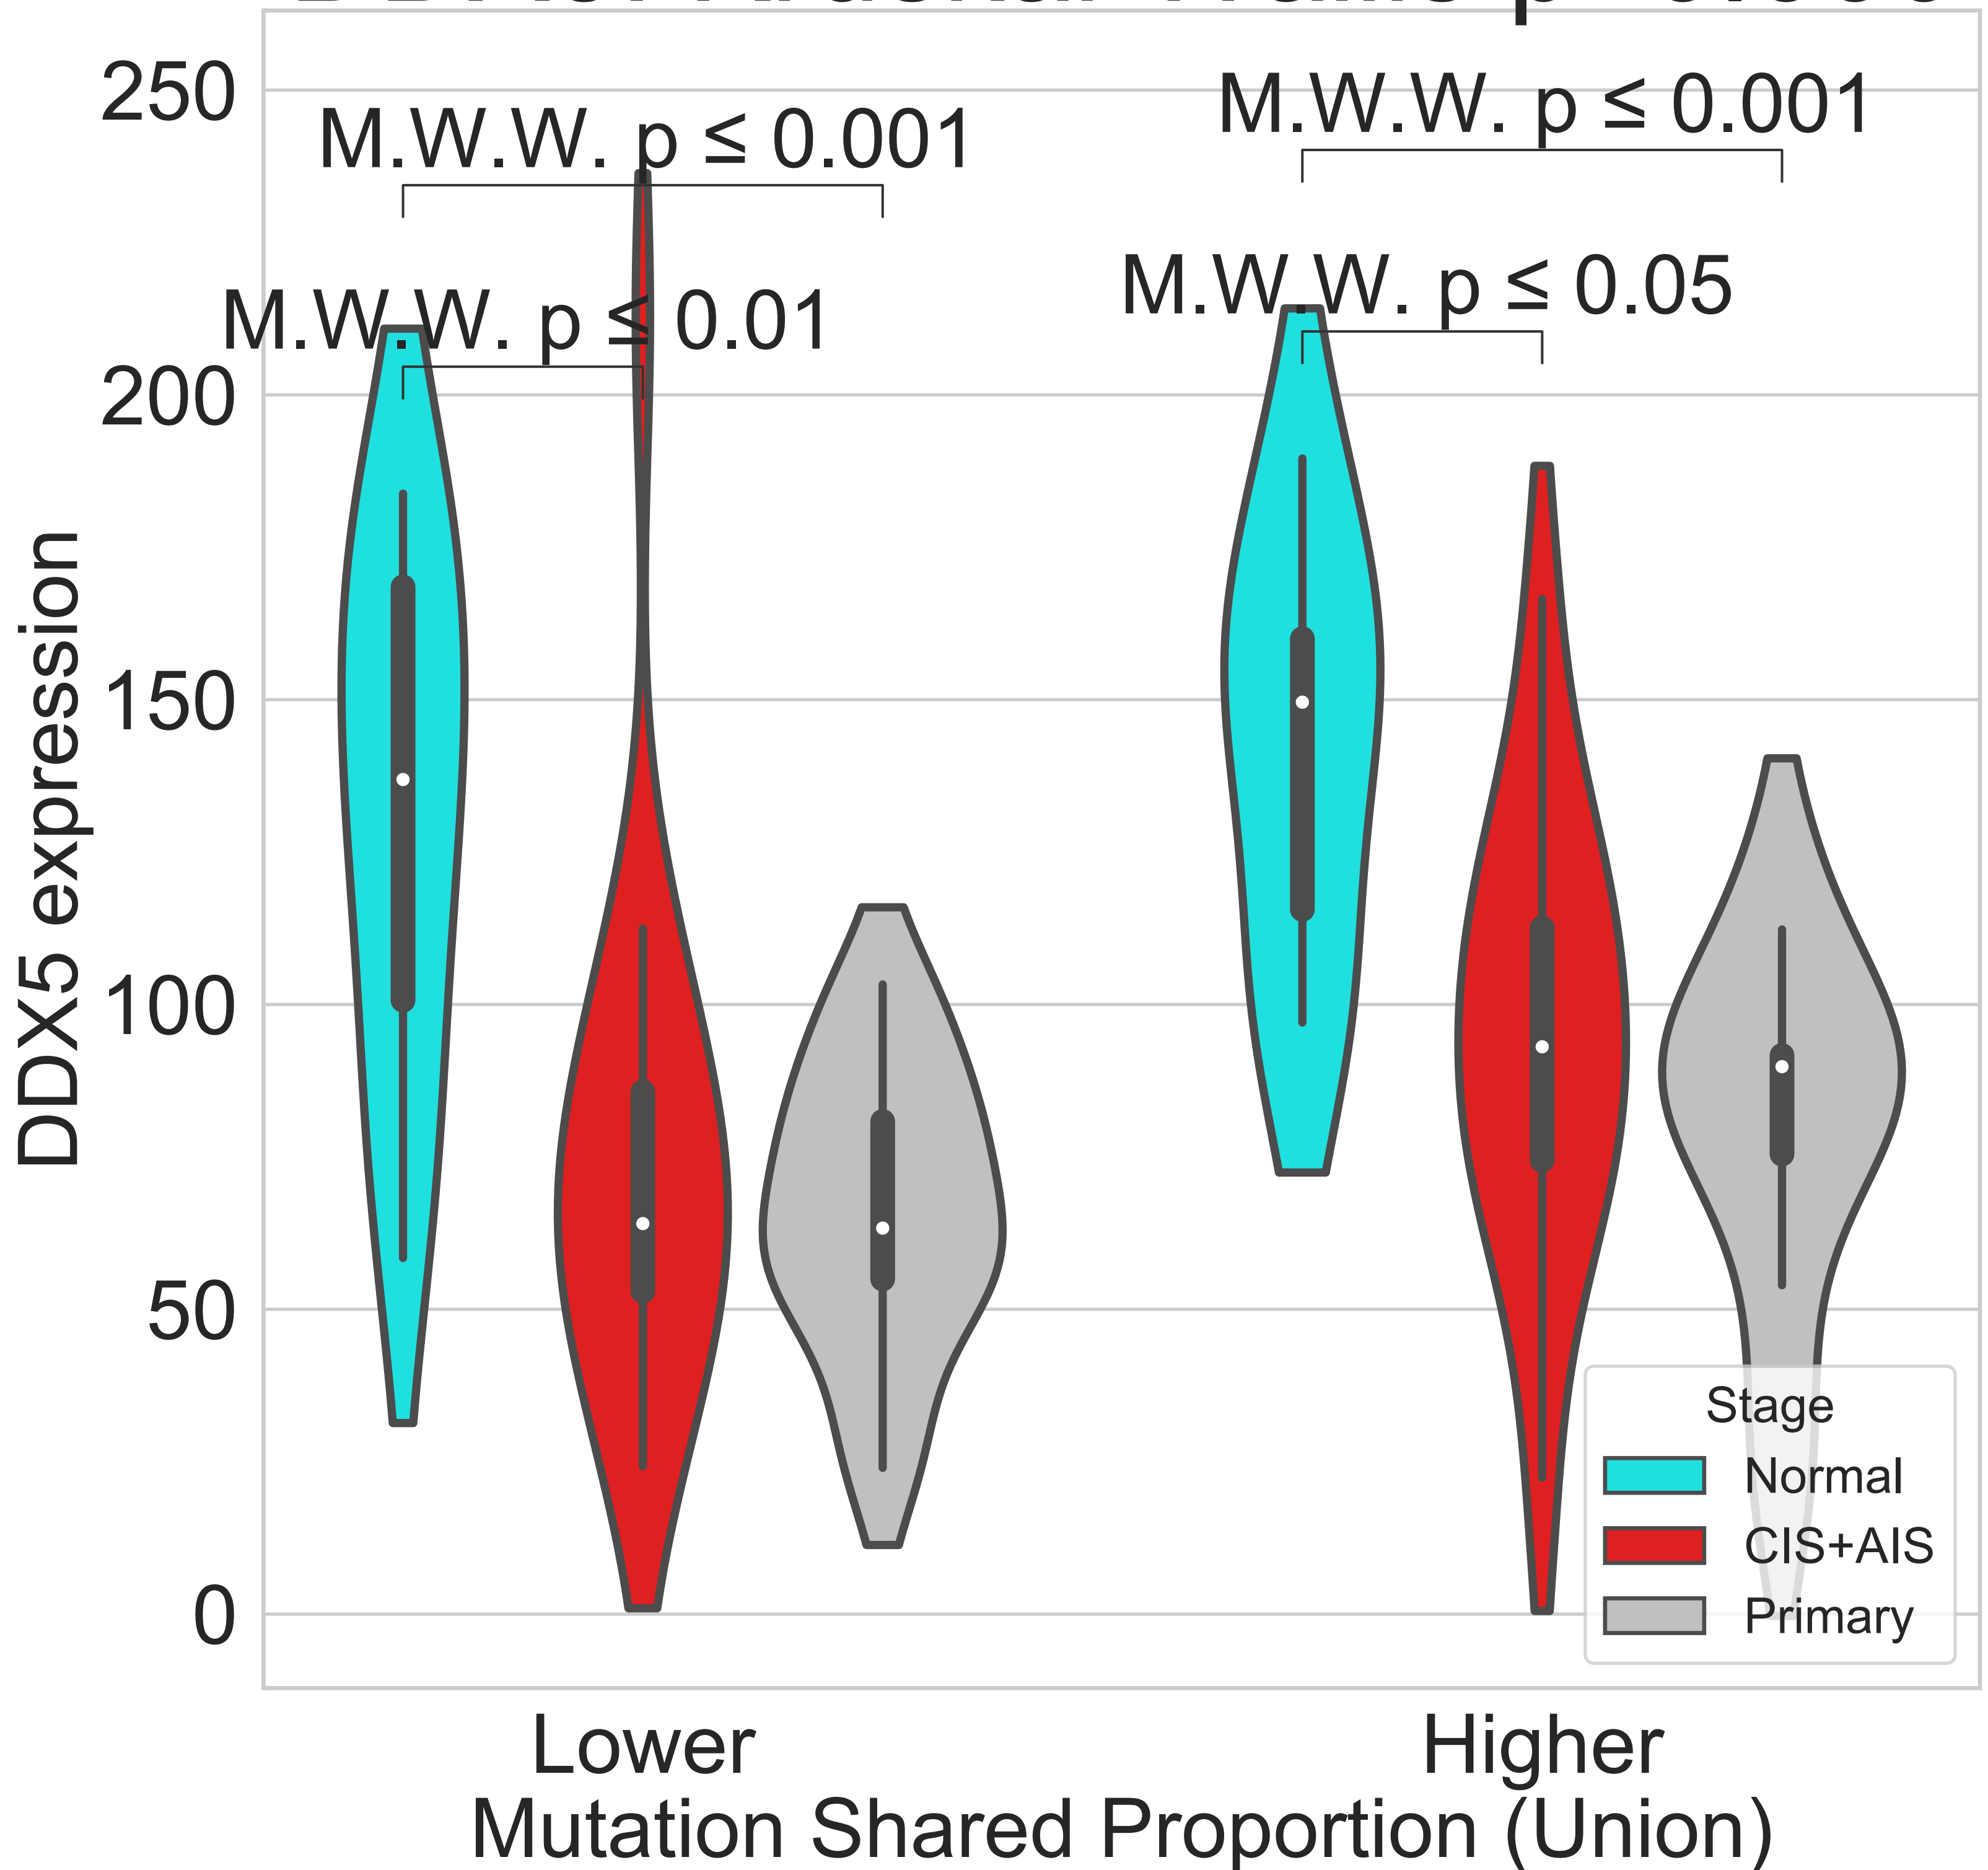 250
M.W.W. p ≤ 0.001
M.W.W. p ≤ 0.001
M.W.W. p ≤ 0.01
M.W.W. p ≤ 0.05
200
150
100
50
0
DDX5 expression
Stage
Normal
CIS+AIS
Primary
Lower
Higher
Mutation Shared Proportion (Union)